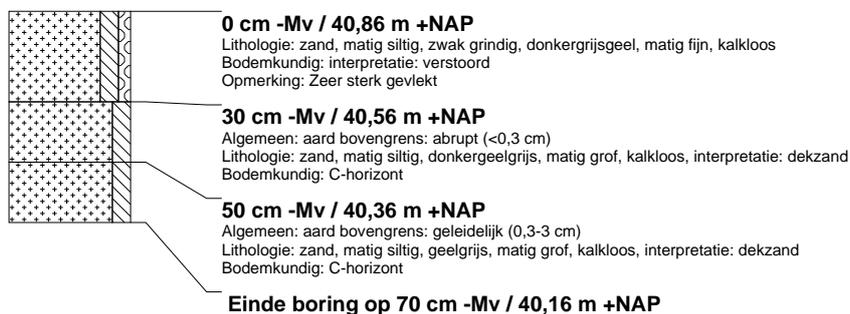 0 cm -Mv / 40,86 m +NAP
Lithologie: zand, matig siltig, zwak grindig, donkergrijsgeel, matig fijn, kalkloos
Bodemkundig: interpretatie: verstoord
Opmerking: Zeer sterk gevlekt
30 cm -Mv / 40,56 m +NAP
Algemeen: aard bovengrens: abrupt (<0,3 cm)
Lithologie: zand, matig siltig, donkergeelgrijs, matig grof, kalkloos, interpretatie: dekzand
Bodemkundig: C-horizont
50 cm -Mv / 40,36 m +NAP
Algemeen: aard bovengrens: geleidelijk (0,3-3 cm)
Lithologie: zand, matig siltig, geelgrijs, matig grof, kalkloos, interpretatie: dekzand
Bodemkundig: C-horizont
Einde boring op 70 cm -Mv / 40,16 m +NAP